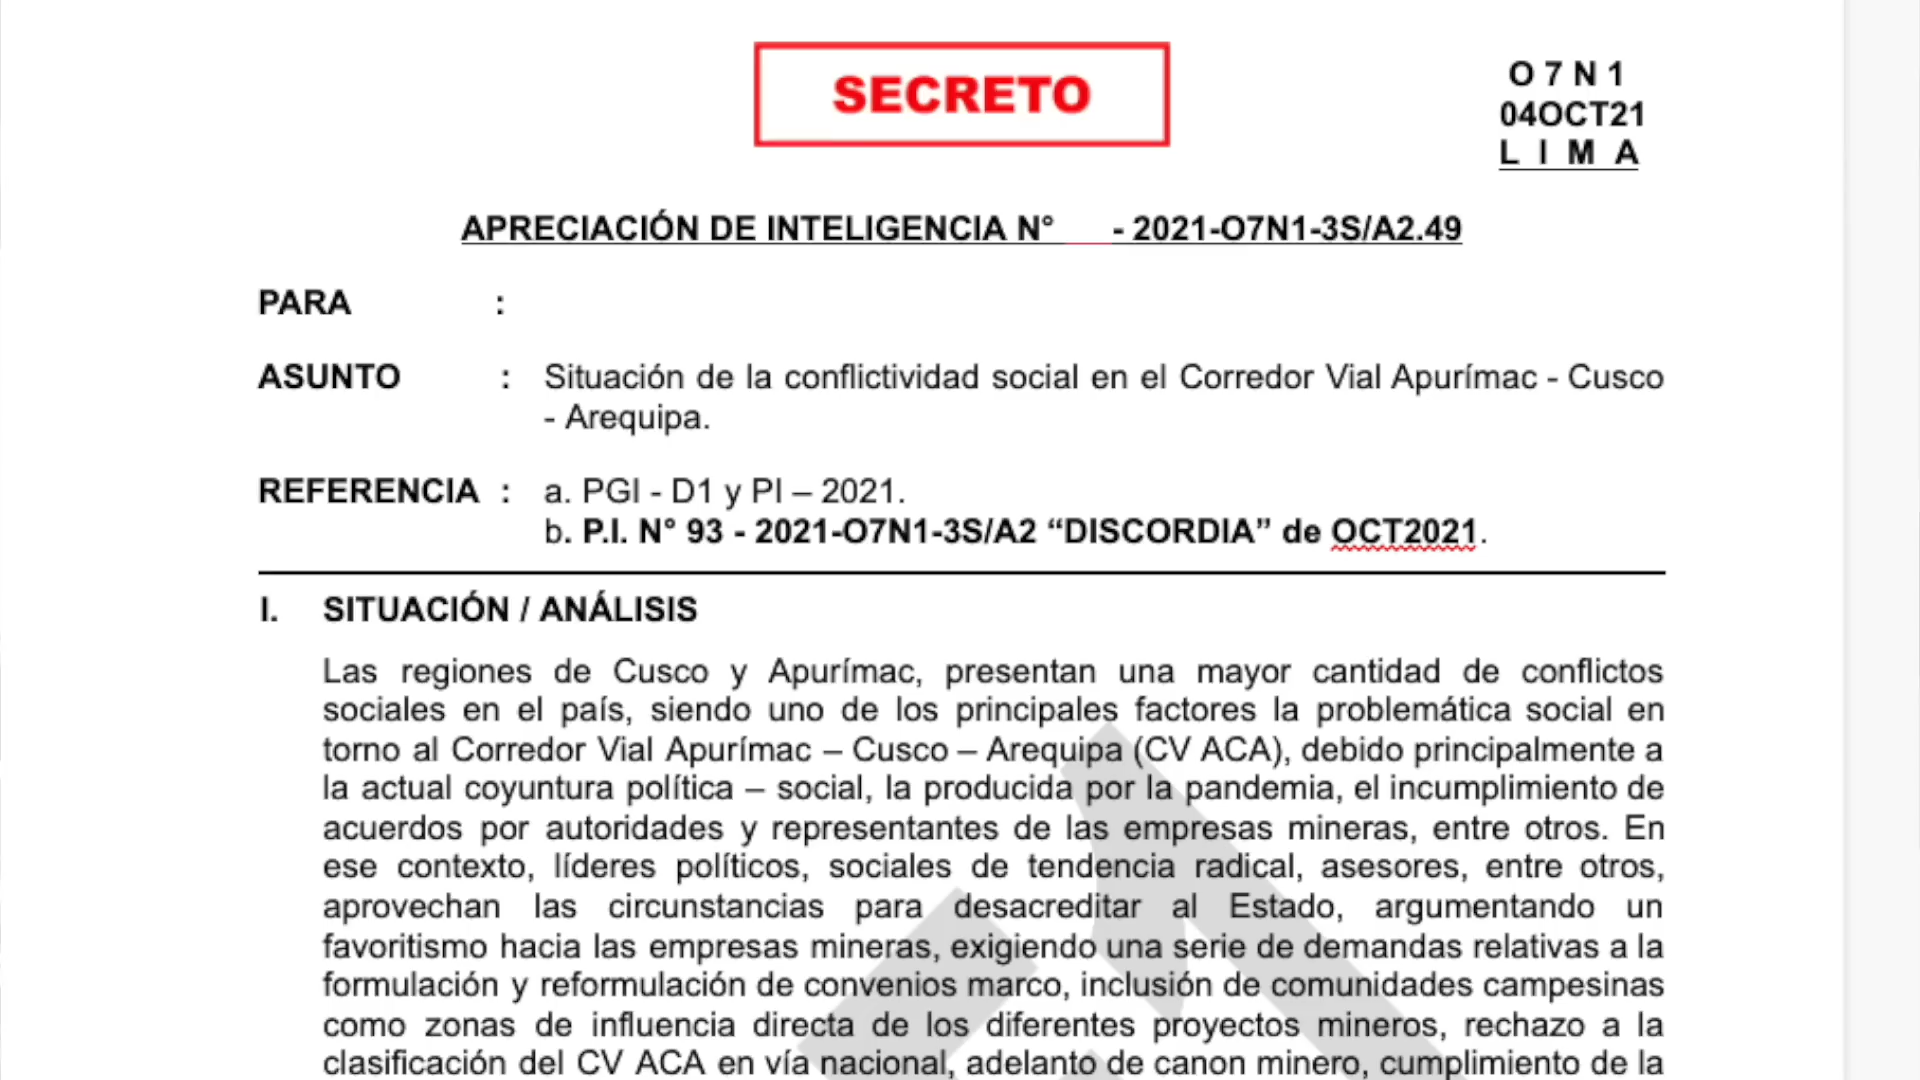 SECRETO
O 7 N 1
04OCT21
L I M A
APRECIACIÓN DE INTELIGENCIA N° ___ - 2021-O7N1-3S/A2.49
PARA :
ASUNTO : Situación de la conflictividad social en el Corredor Vial Apurímac - Cusco
- Arequipa.
REFERENCIA : a. PGI - D1 y PI – 2021.
b. P.I. N° 93 - 2021-O7N1-3S/A2 “DISCORDIA” de OCT2021.
I. SITUACIÓN / ANÁLISIS
Las regiones de Cusco y Apurímac, presentan una mayor cantidad de conflictos
sociales en el país, siendo uno de los principales factores la problemática social en
torno al Corredor Vial Apurímac – Cusco – Arequipa (CV ACA), debido principalmente a
la actual coyuntura política – social, la producida por la pandemia, el incumplimiento de
acuerdos por autoridades y representantes de las empresas mineras, entre otros. En
ese contexto, líderes políticos, sociales de tendencia radical, asesores, entre otros,
aprovechan las circunstancias para desacreditar al Estado, argumentando un
favoritismo hacia las empresas mineras, exigiendo una serie de demandas relativas a la
formulación y reformulación de convenios marco, inclusión de comunidades campesinas
como zonas de influencia directa de los diferentes proyectos mineros, rechazo a la
clasificación del CV ACA en vía nacional, adelanto de canon minero, cumplimiento de la